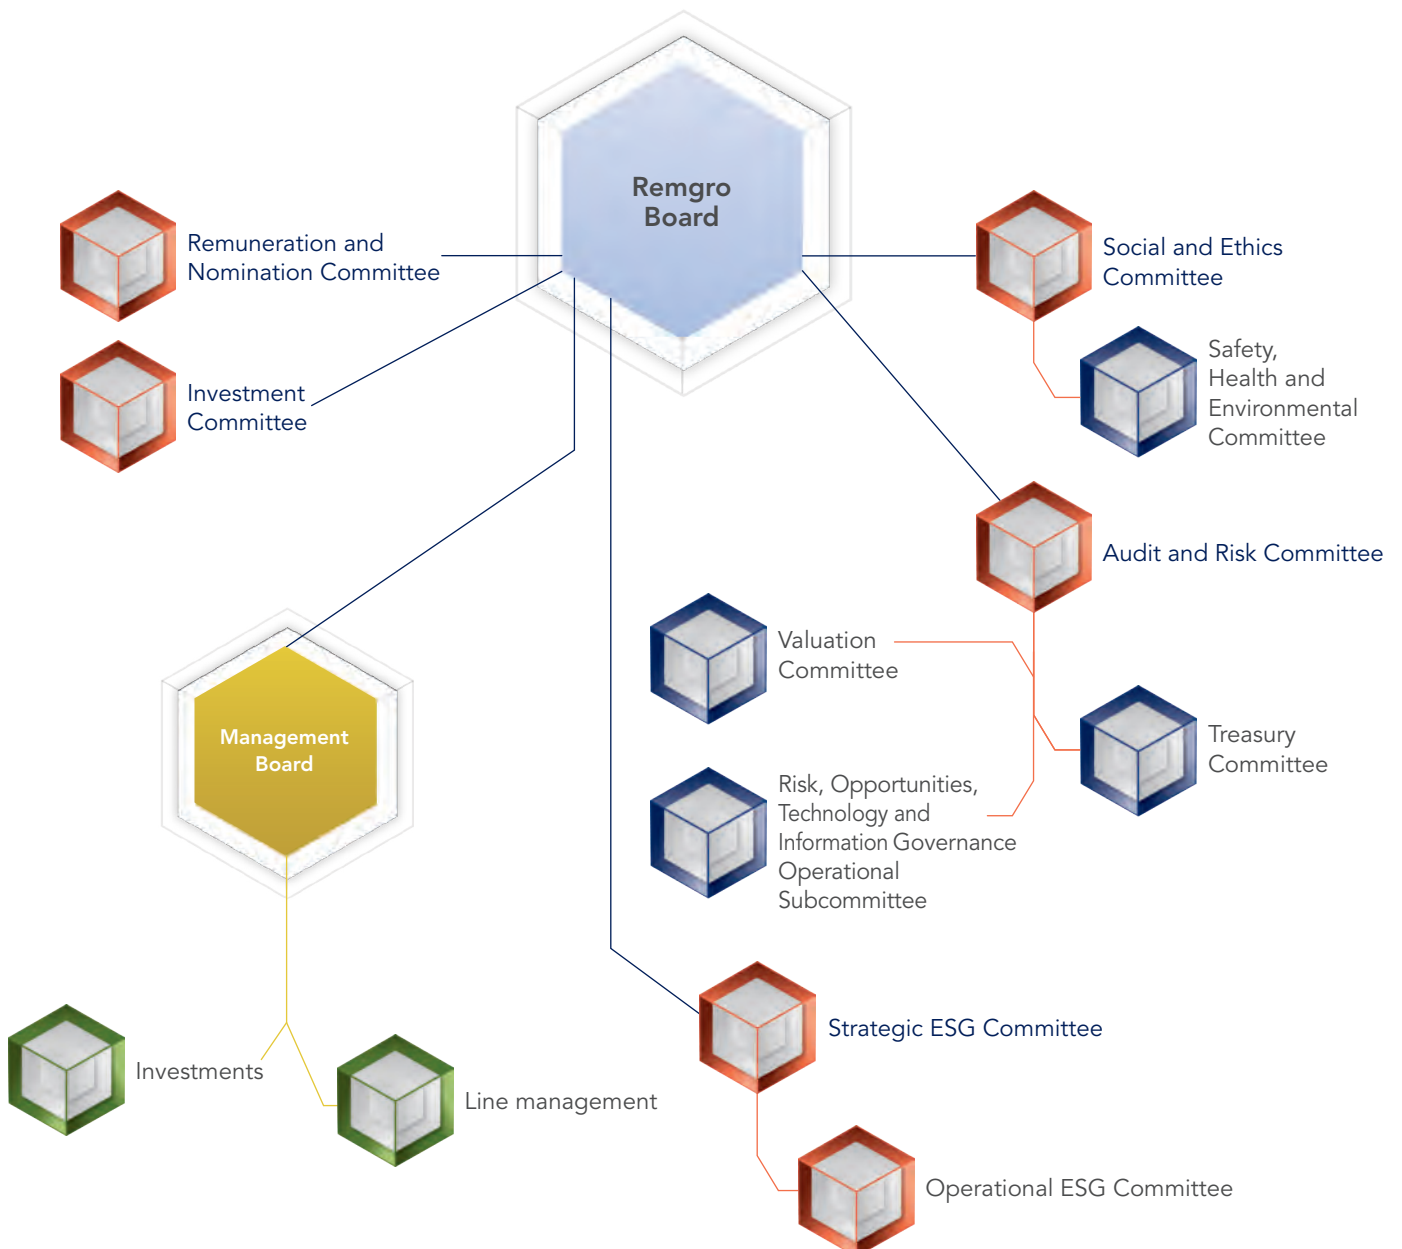 Remgro
Board
Remuneration and
Nomination Committee
Investment
Committee
Social and Ethics
Committee
Safety,
Health and
Environmental
Committee
Audit and Risk Committee
Valuation
Committee
Treasury
Committee
Risk, Opportunities,
Technology and
Information Governance
Operational
Subcommittee
Management
Board
Strategic ESG Committee
Investments
Line management
Operational ESG Committee